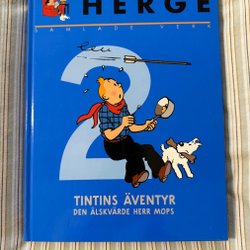 HERGÉ
SAMLADE VERK
2
TINTINS ÄVENTYR
DEN ÄLSKVÄRDE HERR MOPS